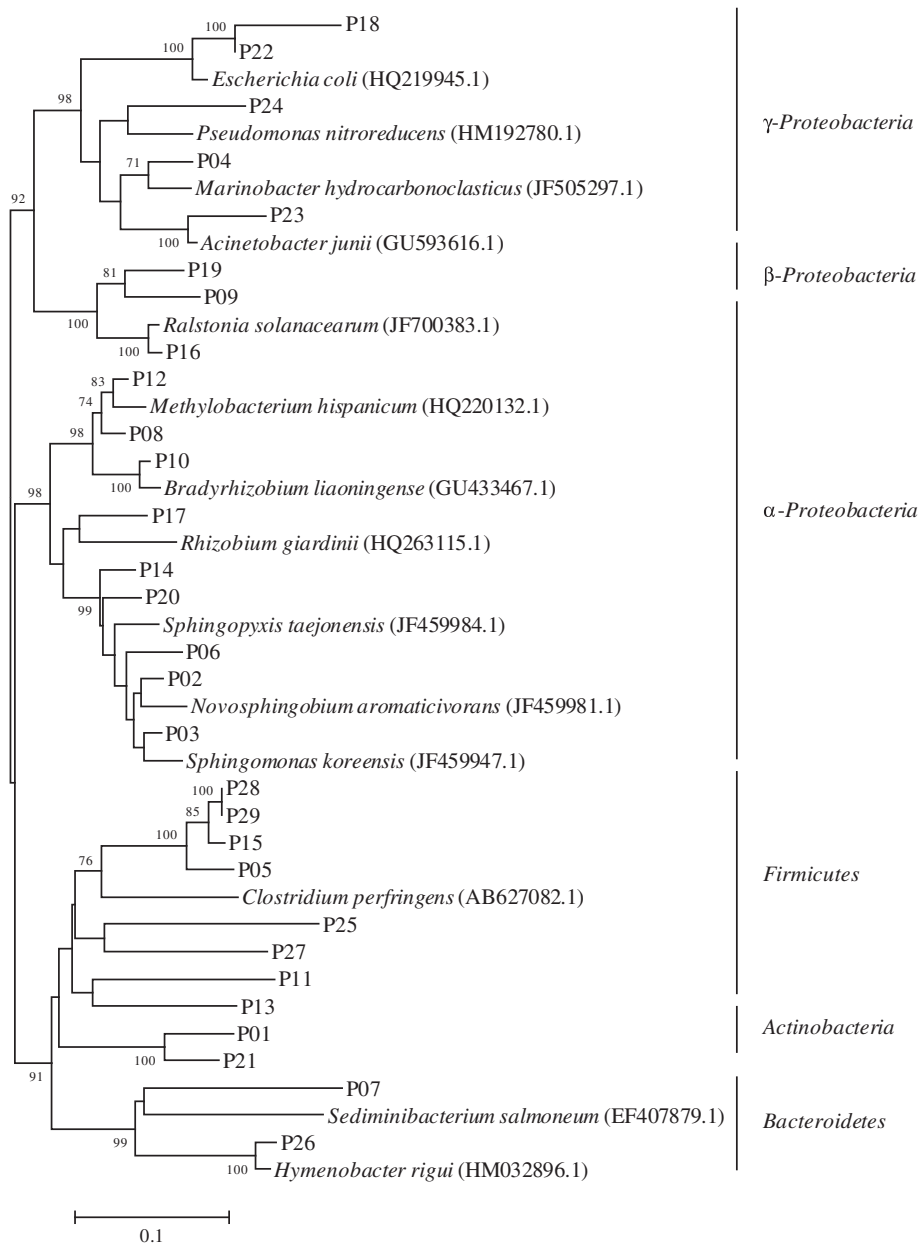 100
P18
100
P22
Escherichia coli (HQ219945.1)
98
P24
Pseudomonas nitroreducens (HM192780.1)
γ-Proteobacteria
71
P04
Marinobacter hydrocarbonoclasticus (JF505297.1)
92
P23
100
Acinetobacter junii (GU593616.1)
81
P19
β-Proteobacteria
P09
100
Ralstonia solanacearum (JF700383.1)
100
P16
83
P12
74
Methylobacterium hispanicum (HQ220132.1)
98
P08
P10
100
Bradyrhizobium liaoningense (GU433467.1)
98
α-Proteobacteria
P17
Rhizobium giardinii (HQ263115.1)
P14
99
P20
Sphingopyxis taejonensis (JF459984.1)
P06
P02
Novosphingobium aromaticivorans (JF459981.1)
P03
Sphingomonas koreensis (JF459947.1)
100
P28
85
P29
100
P15
76
P05
Firmicutes
Clostridium perfringens (AB627082.1)
P25
P27
P11
P13
Actinobacteria
P01
100
P21
91
P07
Sediminibacterium salmoneum (EF407879.1)
Bacteroidetes
99
P26
100
Hymenobacter rigui (HM032896.1)
0.1